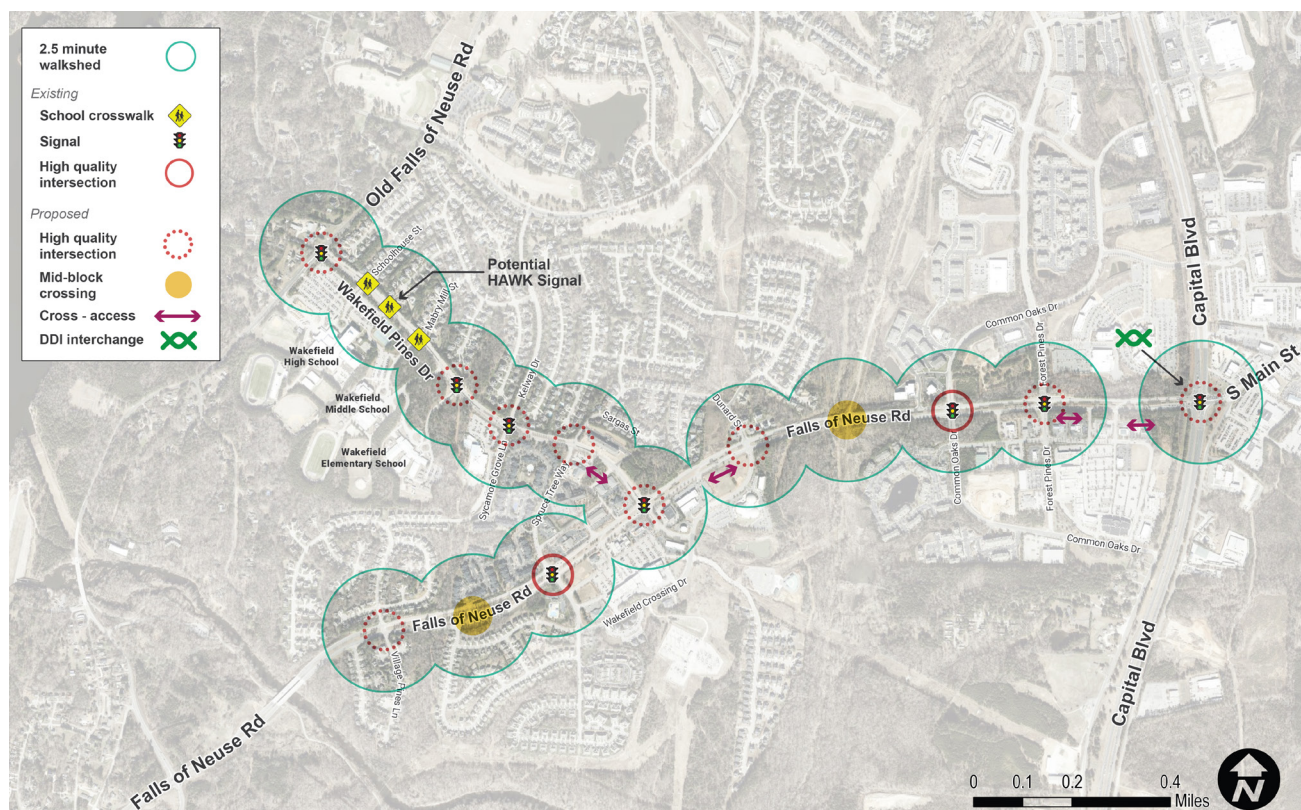 2.5 minute
walkshed
Existing
School crosswalk
Signal
High quality
intersection
Proposed
High quality
intersection
Mid-block
crossing
Cross - access
DDI interchange
Old Falls of Neuse Rd
Schoolhouse St
Potential
HAWK Signal
Mabry Mill St
Wakefield Pines Dr
Wakefield
High School
Wakefield
Middle School
Wakefield
Elementary School
Kelway Dr
Sargas St
Sycamore Grove Ln
Spruce Tree Way
Dunard St
Falls of Neuse Rd
Common Oaks Dr
Common Oaks Dr
Forest Pines Dr
Forest Pines Dr
Common Oaks Dr
Capital Blvd
S Main St
Capital Blvd
Falls of Neuse Rd
Wakefield Crossing Dr
Village Pines Ln
Falls of Neuse Rd
0 0.1 0.2 0.4
Miles
N